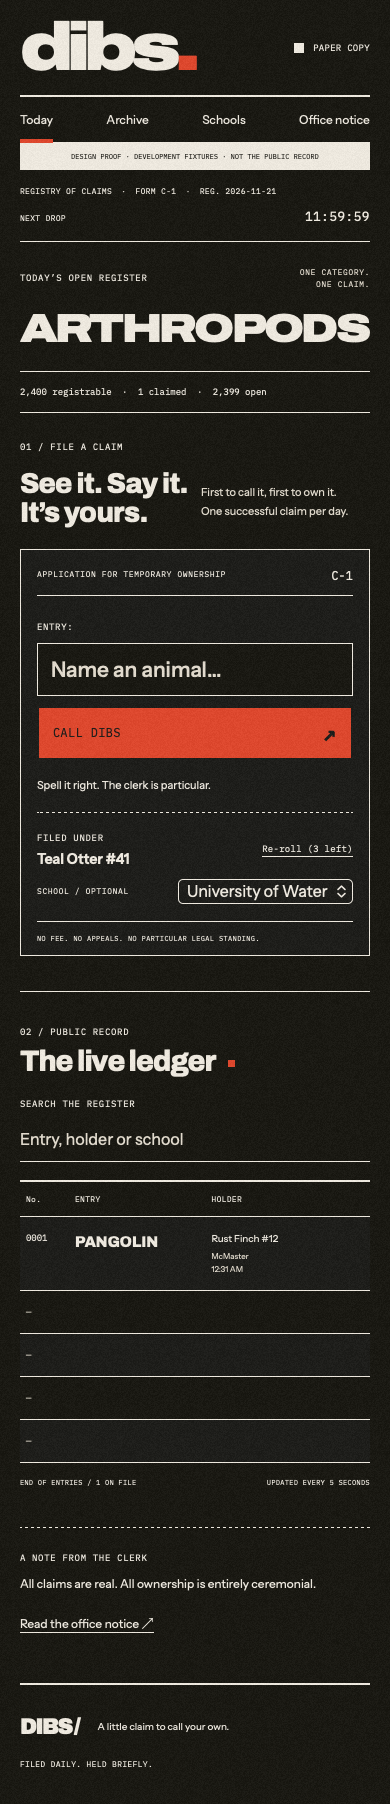 dibs.
PAPER COPY
Today Archive Schools Office notice
DESIGN PROOF · DEVELOPMENT FIXTURES · NOT THE PUBLIC RECORD
REGISTRY OF CLAIMS · FORM C-1 · REG. 2026-11-21
NEXT DROP 11:59:59
TODAY'S OPEN REGISTER
ONE CATEGORY.
ONE CLAIM.
ARTHROPODS
2,400 registrable · 1 claimed · 2,399 open
01 / FILE A CLAIM
See it. Say it.
It's yours.
First to call it, first to own it.
One successful claim per day.
APPLICATION FOR TEMPORARY OWNERSHIP C-1
ENTRY:
Name an animal…
CALL DIBS ↗
Spell it right. The clerk is particular.
FILED UNDER
Teal Otter #41
Re-roll (3 left)
SCHOOL / OPTIONAL University of Water
NO FEE. NO APPEALS. NO PARTICULAR LEGAL STANDING.
02 / PUBLIC RECORD
The live ledger
SEARCH THE REGISTER
Entry, holder or school
No. ENTRY HOLDER
0001 PANGOLIN Rust Finch #12
McMaster
12:31 AM
—
—
—
—
END OF ENTRIES / 1 ON FILE UPDATED EVERY 5 SECONDS
A NOTE FROM THE CLERK
All claims are real. All ownership is entirely ceremonial.
Read the office notice ↗
DIBS/ A little claim to call your own.
FILED DAILY. HELD BRIEFLY.